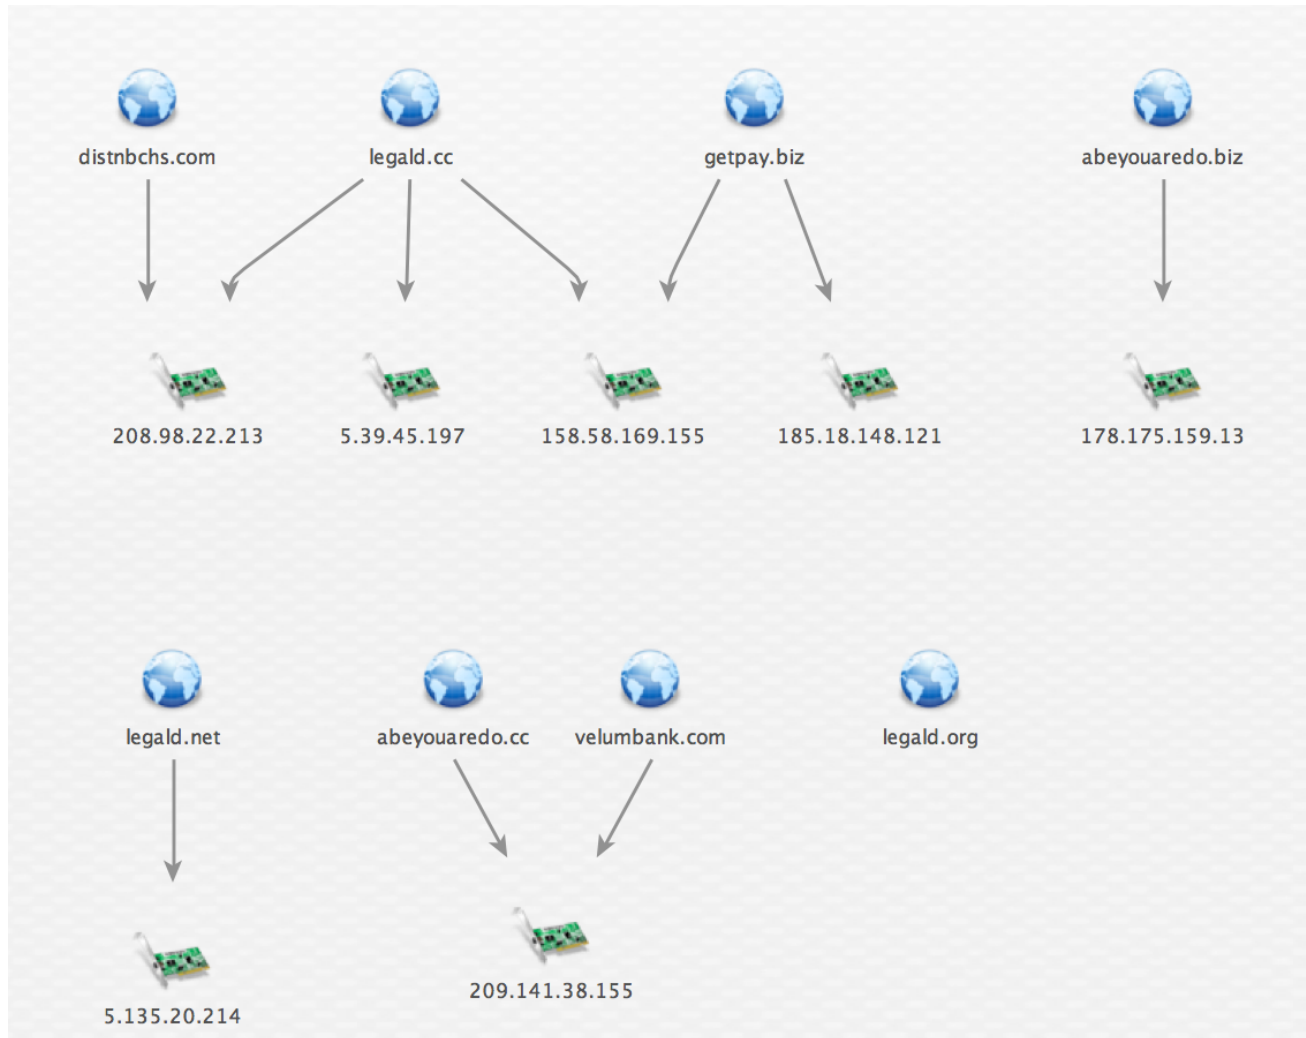 distnbchs.com
legald.cc
getpay.biz
abeyouaredo.biz
208.98.22.213
5.39.45.197
158.58.169.155
185.18.148.121
178.175.159.13
legald.net
abeyouaredo.cc
velumbank.com
legald.org
209.141.38.155
5.135.20.214